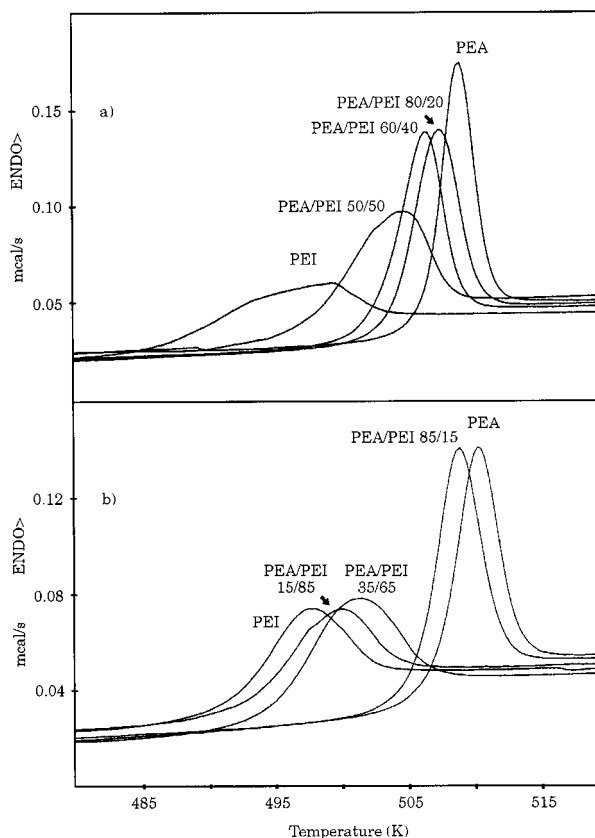 PEA
a)
PEA/PEI 80/20
PEA/PEI 60/40
PEA/PEI 50/50
PEI
0.15
0.10
0.05
mcal/s
ENDO>
PEA
PEA/PEI 85/15
b)
PEA/PEI
15/85
PEA/PEI
35/65
PEI
0.12
0.08
0.04
mcal/s
ENDO>
485
495
505
515
Temperature (K)